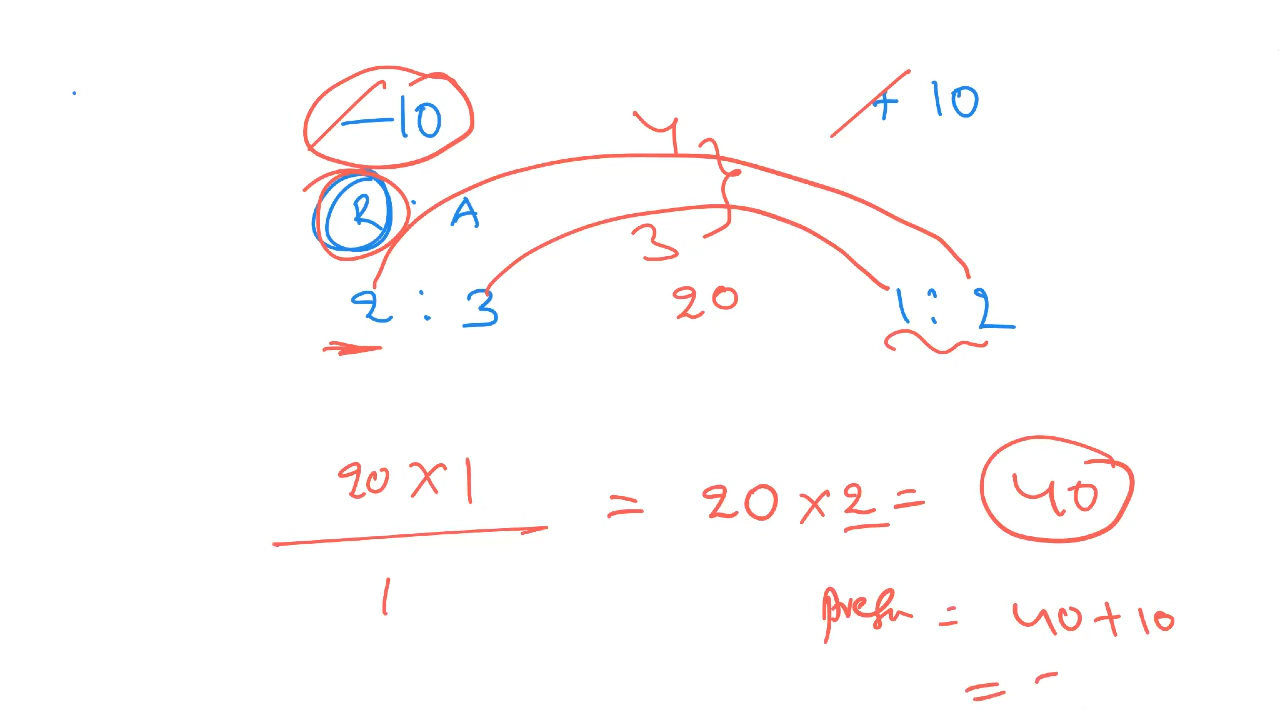 - 10 + 10
4
R . A
3
2 : 3 20 1 : 2
20 × 1 = 20 × 2 = 40
1
= 40 + 10
=